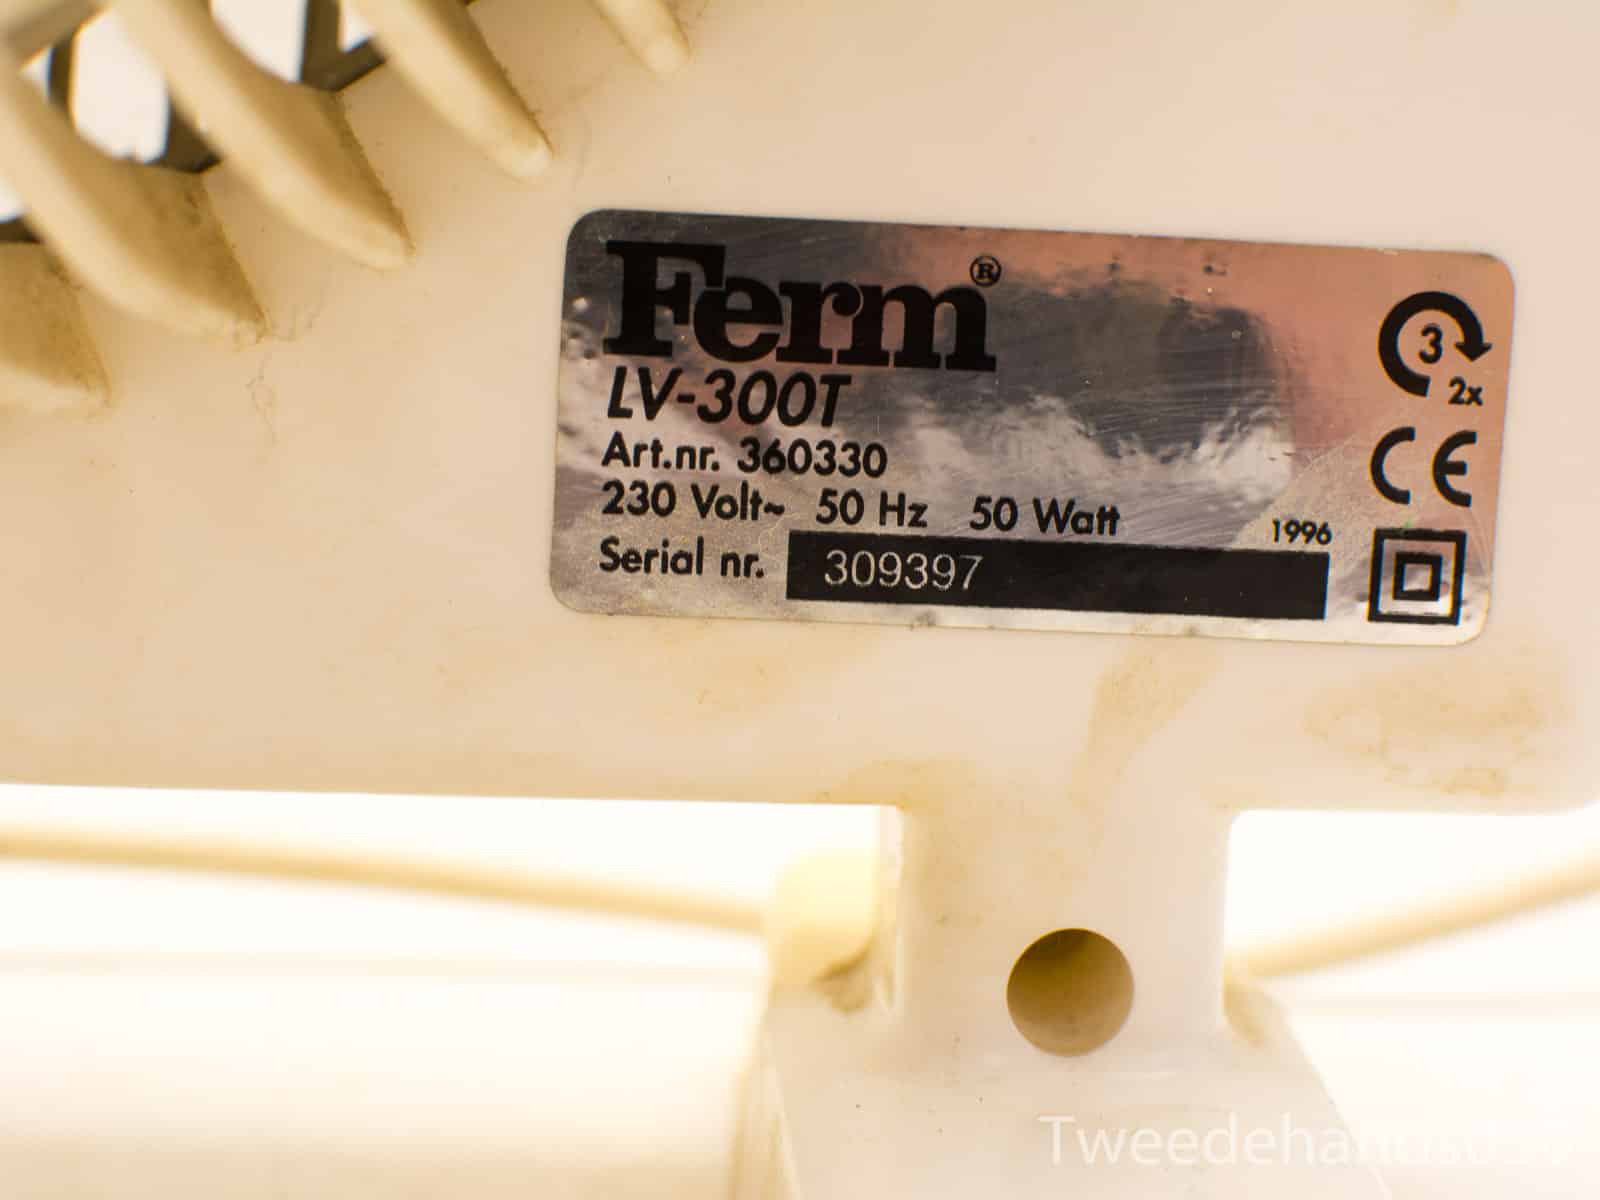 Ferm®
LV-300T
Art.nr. 360330
230 Volt~ 50 Hz 50 Watt
1996
Serial nr. 309397
3
2x
CE